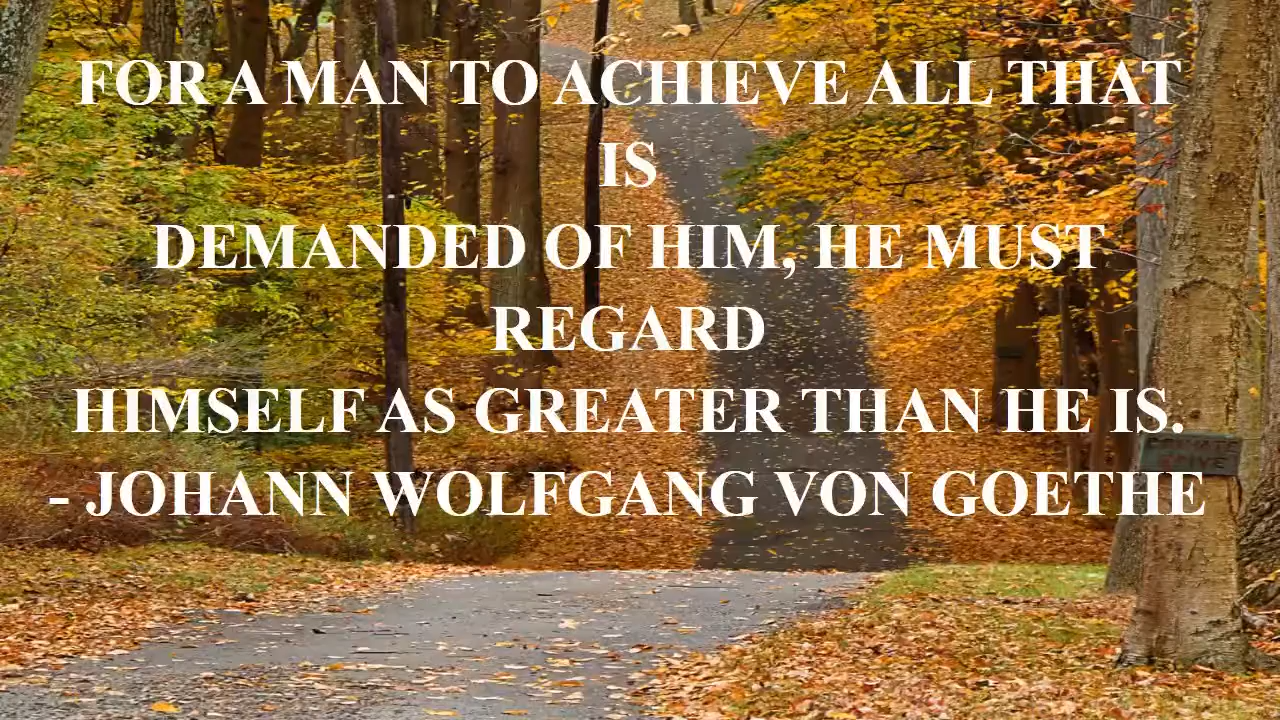 FOR A MAN TO ACHIEVE ALL THAT
IS
DEMANDED OF HIM, HE MUST
REGARD
HIMSELF AS GREATER THAN HE IS.
- JOHANN WOLFGANG VON GOETHE
DRIVE